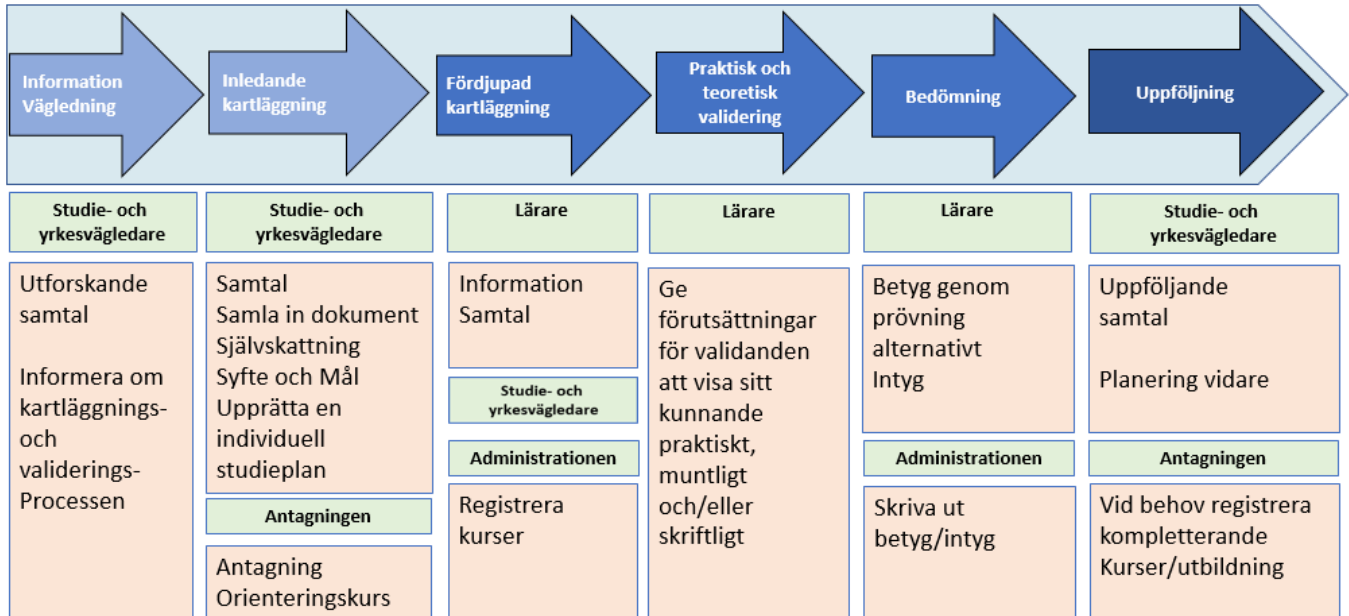 Information
Vägledning
Inledande
kartläggning
Fördjupad
kartläggning
Praktisk och
teoretisk
validering
Bedömning
Uppföljning
Studie- och
yrkesvägledare
Utforskande
samtal
Informera om
kartläggnings-
och
validerings-
Processen
Studie- och
yrkesvägledare
Samtal
Samla in dokument
Självskattning
Syfte och Mål
Upprätta en
individuell
studieplan
Antagningen
Antagning
Orienteringskurs
Lärare
Information
Samtal
Studie- och
yrkesvägledare
Administrationen
Registrera
kurser
Lärare
Ge
förutsättningar
för validanden
att visa sitt
kunnande
praktiskt,
muntligt
och/eller
skriftligt
Lärare
Betyg genom
prövning
alternativt
Intyg
Administrationen
Skriva ut
betyg/intyg
Studie- och
yrkesvägledare
Uppföljande
samtal
Planering vidare
Antagningen
Vid behov registrera
kompletterande
Kurser/utbildning